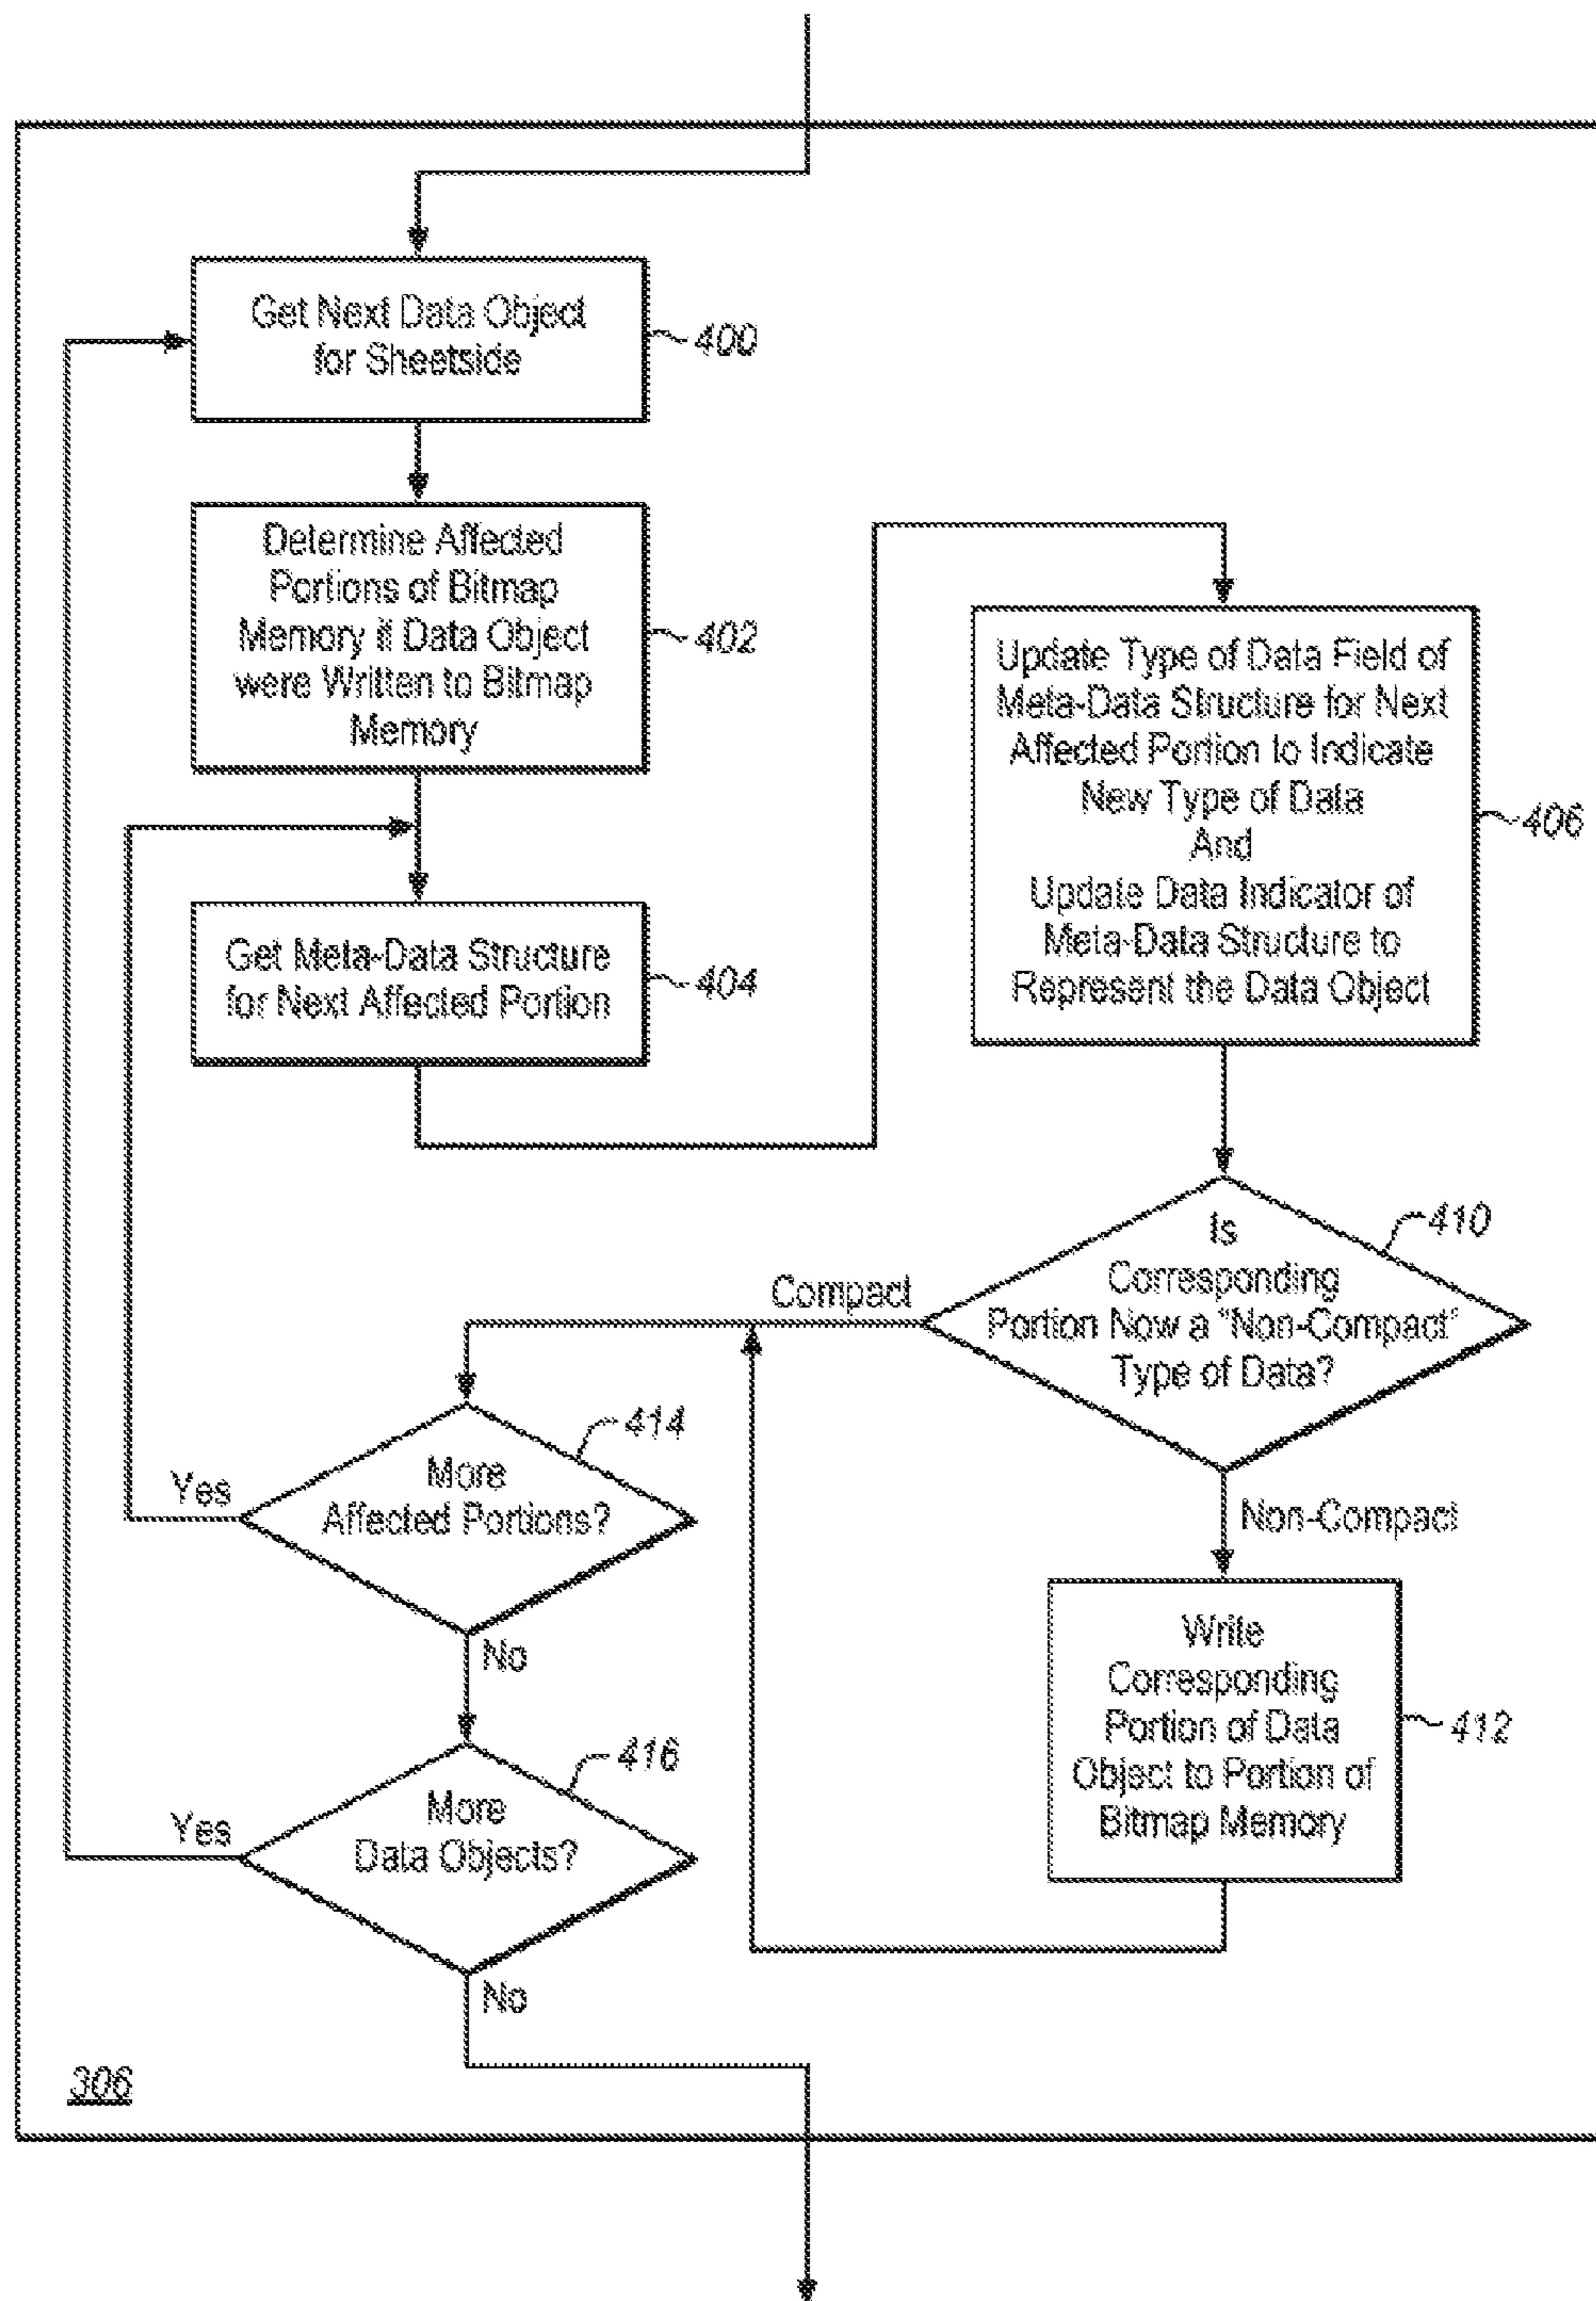 Get Next Data Object
for Sheetside
400
Determine Affected
Portions of Bitmap
Memory if Data Object
were Written to Bitmap
Memory
402
Get Meta-Data Structure
for Next Affected Portion
404
Update Type of Data Field of
Meta-Data Structure for Next
Affected Portion to Indicate
New Type of Data
And
Update Data Indicator of
Meta-Data Structure to
Represent the Data Object
406
Is
Corresponding
Portion Now a "Non-Compact"
Type of Data?
410
Compact
Non-Compact
Write
Corresponding
Portion of Data
Object to Portion of
Bitmap Memory
412
More
Affected Portions?
414
Yes
No
More
Data Objects?
416
Yes
No
306